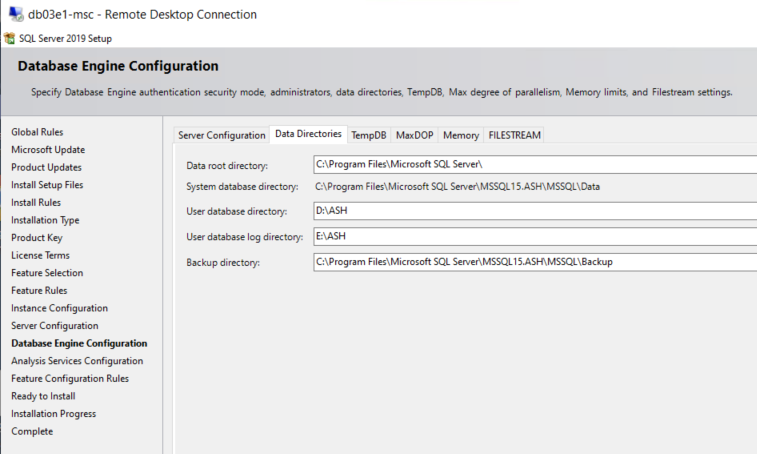 db03e1-msc - Remote Desktop Connection
SQL Server 2019 Setup
Database Engine Configuration
Specify Database Engine authentication security mode, administrators, data directories, TempDB, Max degree of parallelism, Memory limits, and Filestream settings.
Global Rules
Microsoft Update
Product Updates
Install Setup Files
Install Rules
Installation Type
Product Key
License Terms
Feature Selection
Feature Rules
Instance Configuration
Server Configuration
Database Engine Configuration
Analysis Services Configuration
Feature Configuration Rules
Ready to Install
Installation Progress
Complete
Server Configuration Data Directories TempDB MaxDOP Memory FILESTREAM
Data root directory: C:\Program Files\Microsoft SQL Server\
System database directory: C:\Program Files\Microsoft SQL Server\MSSQL15.ASH\MSSQL\Data
User database directory: D:\ASH
User database log directory: E:\ASH
Backup directory: C:\Program Files\Microsoft SQL Server\MSSQL15.ASH\MSSQL\Backup